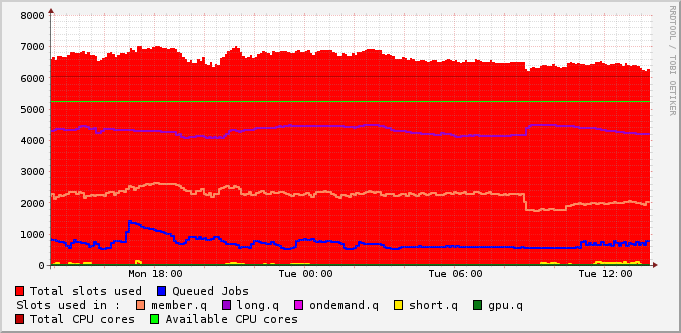 8000
7000
6000
5000
4000
3000
2000
1000
0
Mon 18:00 Tue 00:00 Tue 06:00 Tue 12:00
Total slots used Queued Jobs
Slots used in : member.q long.q ondemand.q short.q gpu.q
Total CPU cores Available CPU cores
RRDTOOL / TOBI OETIKER